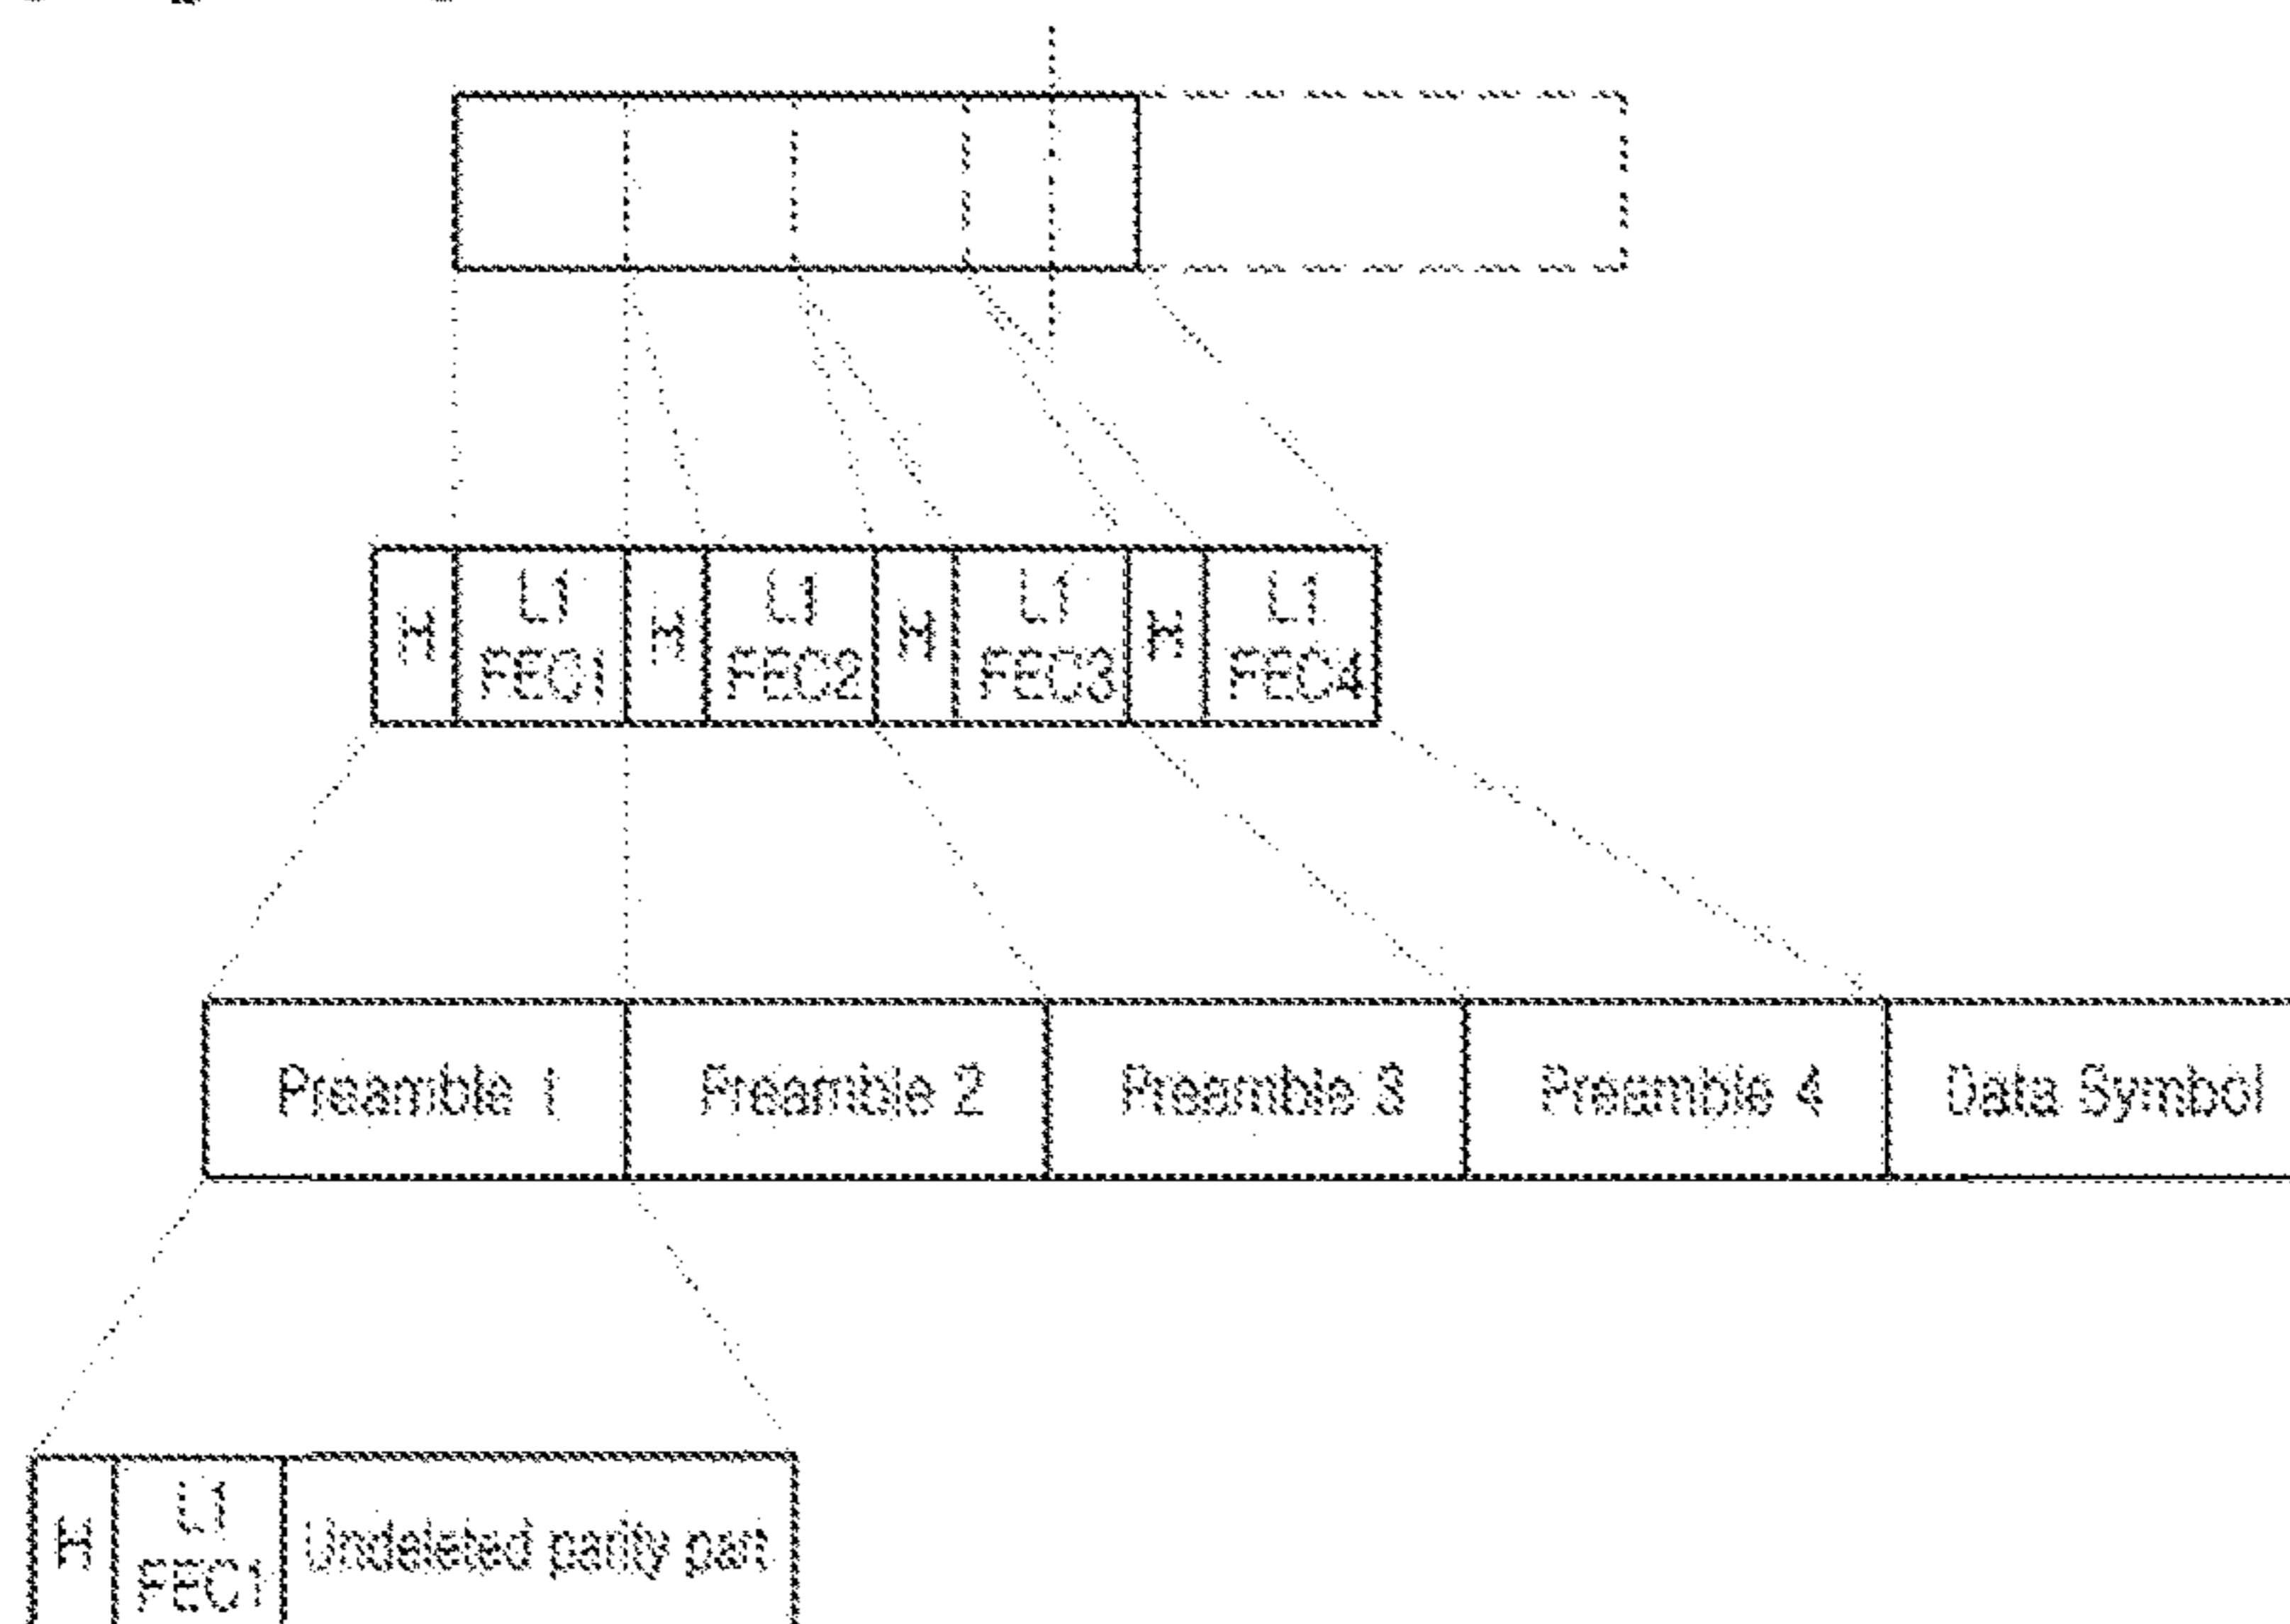 H L1 FEC1 H L1 FEC2 H L1 FEC3 H L1 FEC4
Preamble 1 Preamble 2 Preamble 3 Preamble 4 Data Symbol
H L1 FEC1 Undeleted parity part